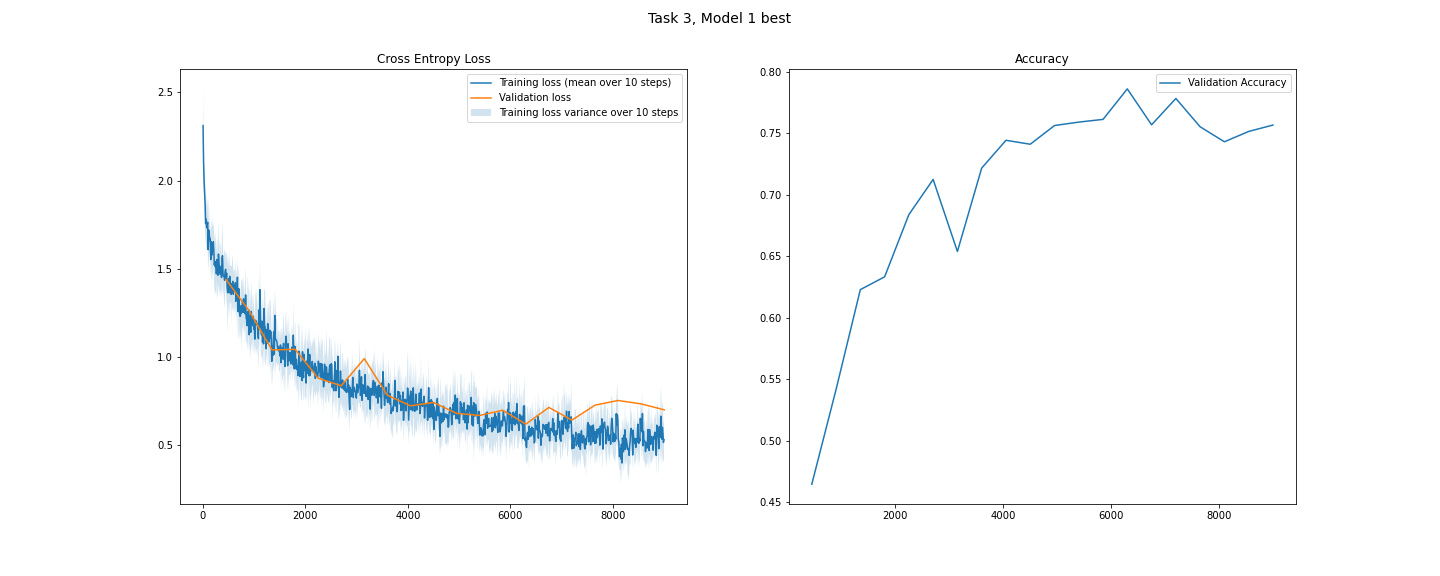 Task 3, Model 1 best
Cross Entropy Loss
Training loss (mean over 10 steps)
Validation loss
Training loss variance over 10 steps
2.5
2.0
1.5
1.0
0.5
0 2000 4000 6000 8000
Accuracy
Validation Accuracy
0.80
0.75
0.70
0.65
0.60
0.55
0.50
0.45
2000 4000 6000 8000